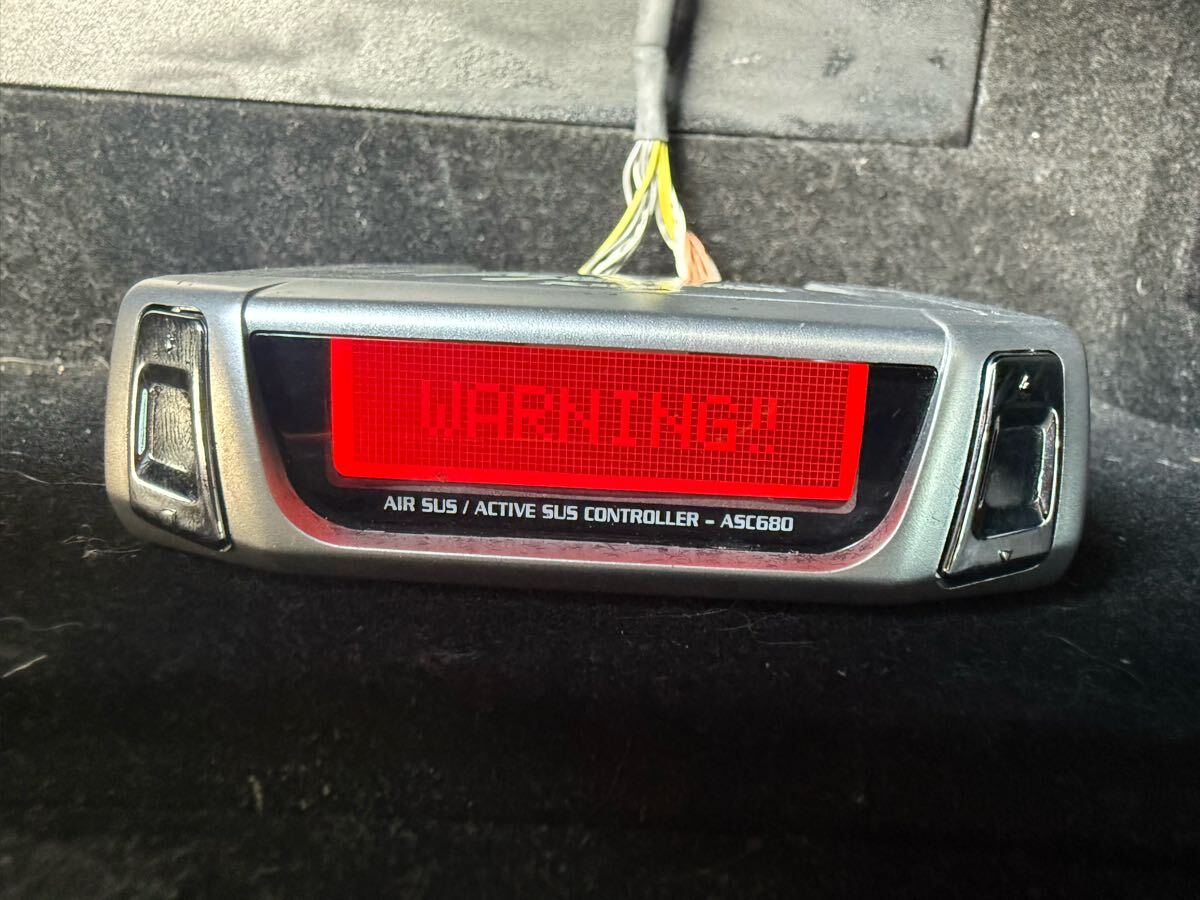 WARNING!!
AIR SUS / ACTIVE SUS CONTROLLER - ASC680